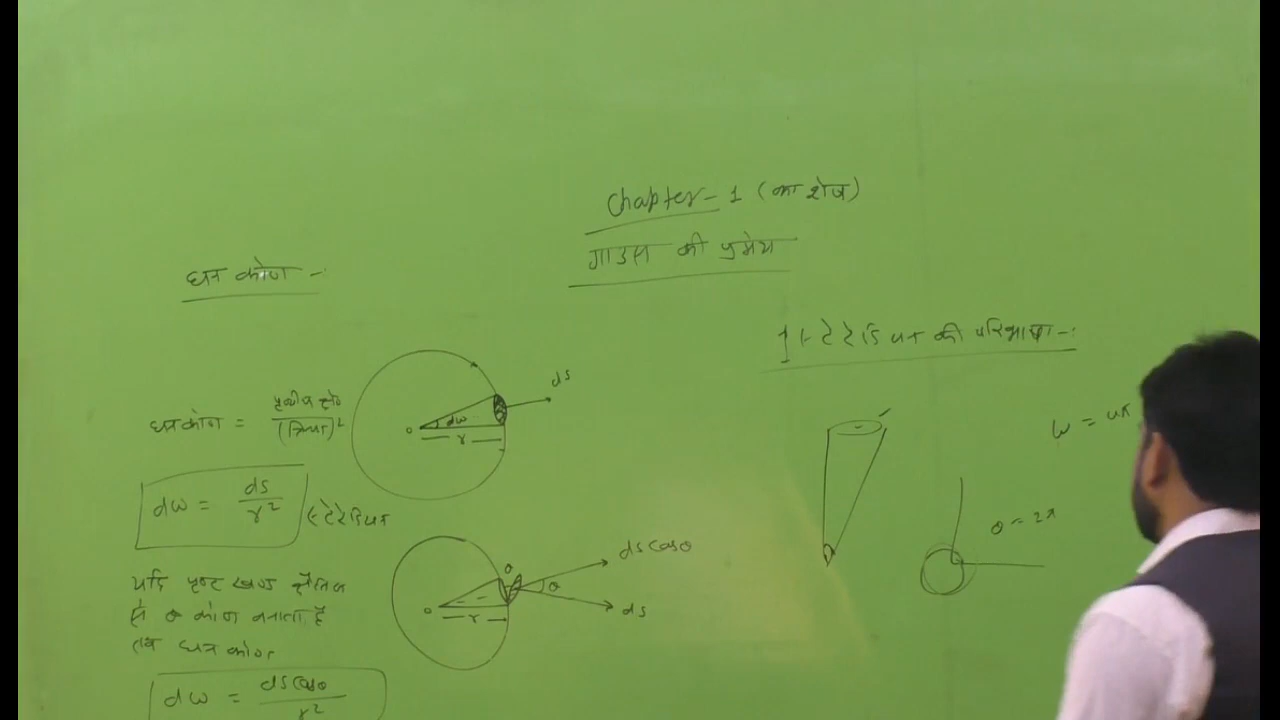 Chapter - 1 (का शेष)
गाउस की प्रमेय
घन कोण -:
घनकोण = पृष्ठीय क्षे० / (त्रिज्या)²
dω
r
o
ds
dω = ds / r² स्टेरेडियन
यदि पृष्ट खण्ड क्षैतिज
से θ कोण बनाता है
तब घन कोण
dω = ds cosθ / r²
o
r
θ
θ
ds cosθ
ds
1 स्टेरेडियन की परिभाषा -:
ω = 4π
θ = 2π